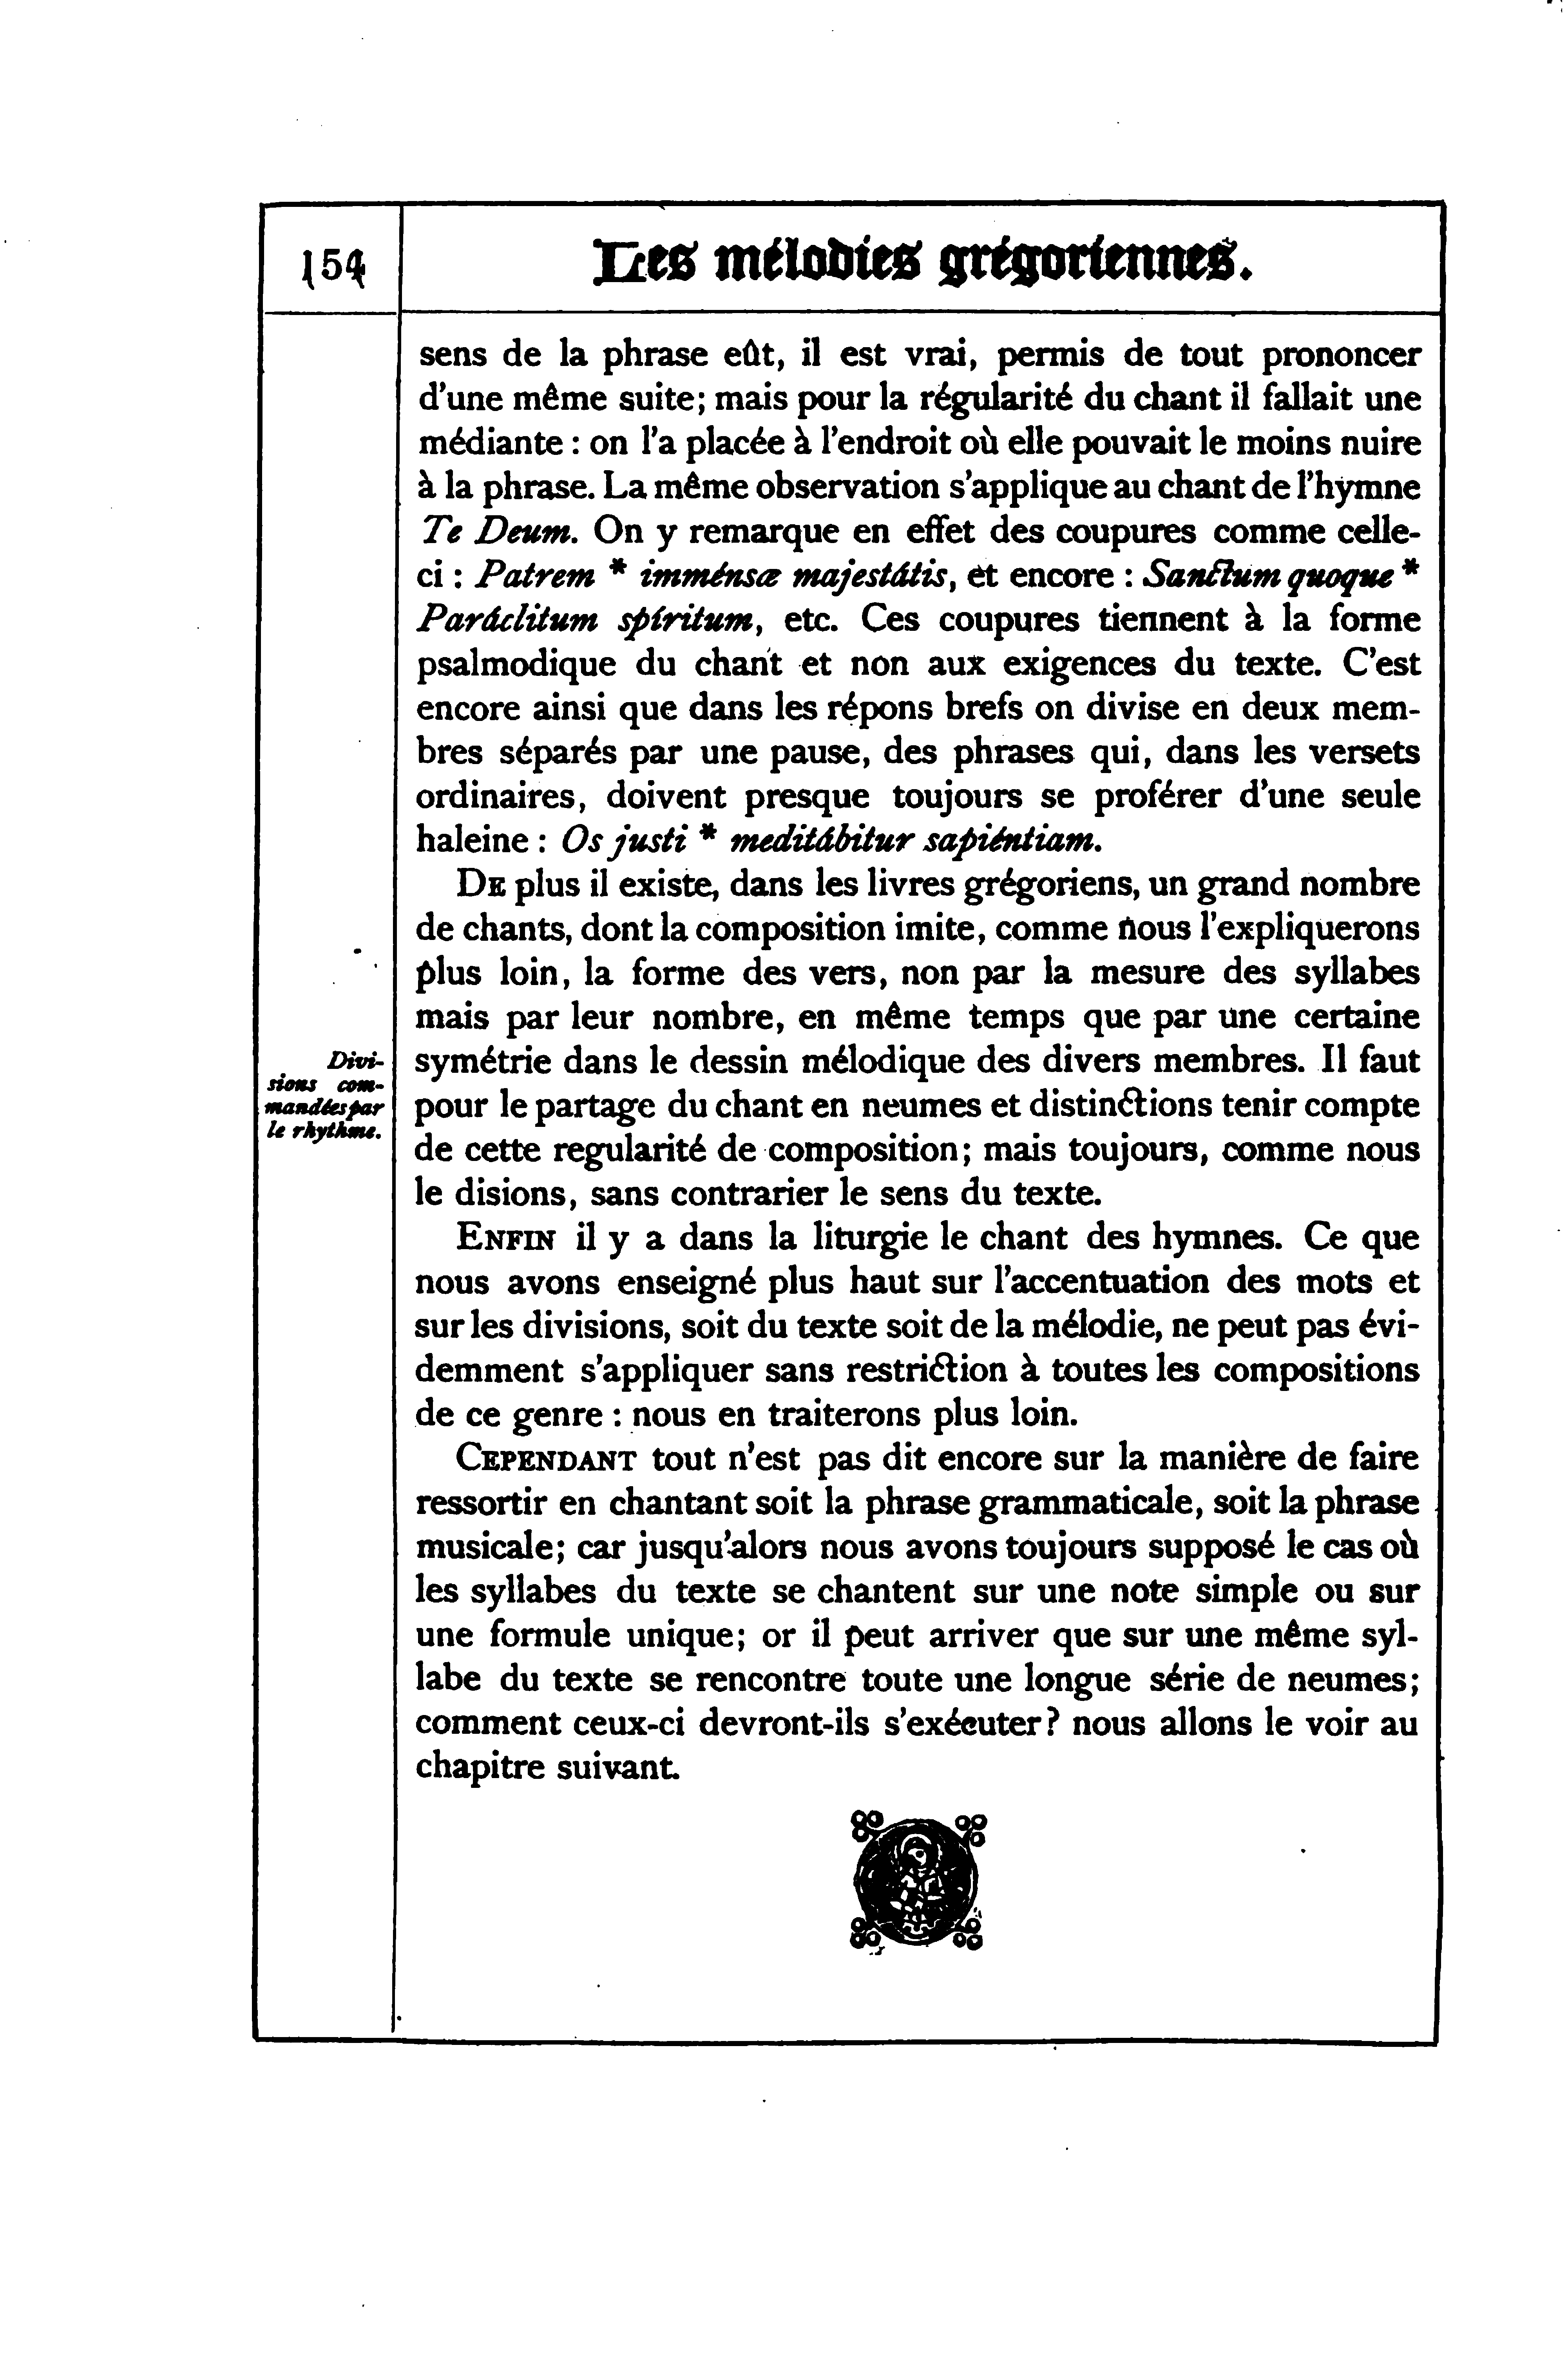 154
Les mélodies grégoriennes.
sens de la phrase eût, il est vrai, permis de tout prononcer
d'une même suite; mais pour la régularité du chant il fallait une
médiante : on l'a placée à l'endroit où elle pouvait le moins nuire
à la phrase. La même observation s'applique au chant de l'hymne
Te Deum. On y remarque en effet des coupures comme celle-
ci : Patrem * imménsæ majestátis, et encore : Sanctum quoque *
Paráclitum spíritum, etc. Ces coupures tiennent à la forme
psalmodique du chant et non aux exigences du texte. C'est
encore ainsi que dans les répons brefs on divise en deux mem-
bres séparés par une pause, des phrases qui, dans les versets
ordinaires, doivent presque toujours se proférer d'une seule
haleine : Os justi * meditábitur sapiéntiam.
DE plus il existe, dans les livres grégoriens, un grand nombre
de chants, dont la composition imite, comme nous l'expliquerons
plus loin, la forme des vers, non par la mesure des syllabes
mais par leur nombre, en même temps que par une certaine
symétrie dans le dessin mélodique des divers membres. Il faut
pour le partage du chant en neumes et distinctions tenir compte
de cette regularité de composition; mais toujours, comme nous
le disions, sans contrarier le sens du texte.
Divi-
sions com-
mandées par
le rhythme.
ENFIN il y a dans la liturgie le chant des hymnes. Ce que
nous avons enseigné plus haut sur l'accentuation des mots et
sur les divisions, soit du texte soit de la mélodie, ne peut pas évi-
demment s'appliquer sans restriction à toutes les compositions
de ce genre : nous en traiterons plus loin.
CEPENDANT tout n'est pas dit encore sur la manière de faire
ressortir en chantant soit la phrase grammaticale, soit la phrase
musicale; car jusqu'alors nous avons toujours supposé le cas où
les syllabes du texte se chantent sur une note simple ou sur
une formule unique; or il peut arriver que sur une même syl-
labe du texte se rencontre toute une longue série de neumes;
comment ceux-ci devront-ils s'exécuter? nous allons le voir au
chapitre suivant.